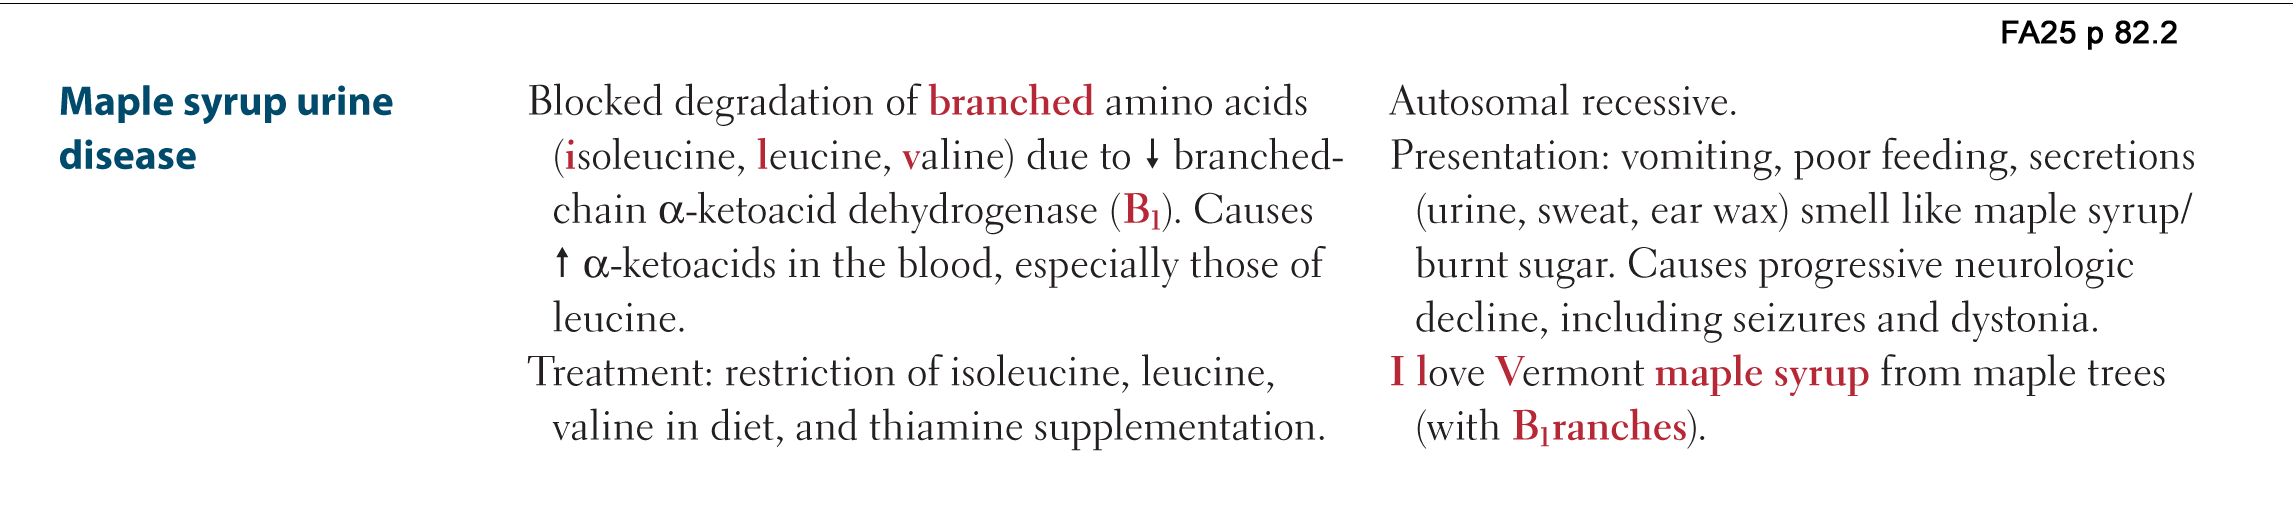 FA25 p 82.2
Maple syrup urine
disease
Blocked degradation of branched amino acids
(isoleucine, leucine, valine) due to ↓ branched-
chain α-ketoacid dehydrogenase (B₁). Causes
↑ α-ketoacids in the blood, especially those of
leucine.
Treatment: restriction of isoleucine, leucine,
valine in diet, and thiamine supplementation.
Autosomal recessive.
Presentation: vomiting, poor feeding, secretions
(urine, sweat, ear wax) smell like maple syrup/
burnt sugar. Causes progressive neurologic
decline, including seizures and dystonia.
I love Vermont maple syrup from maple trees
(with B₁ranches).